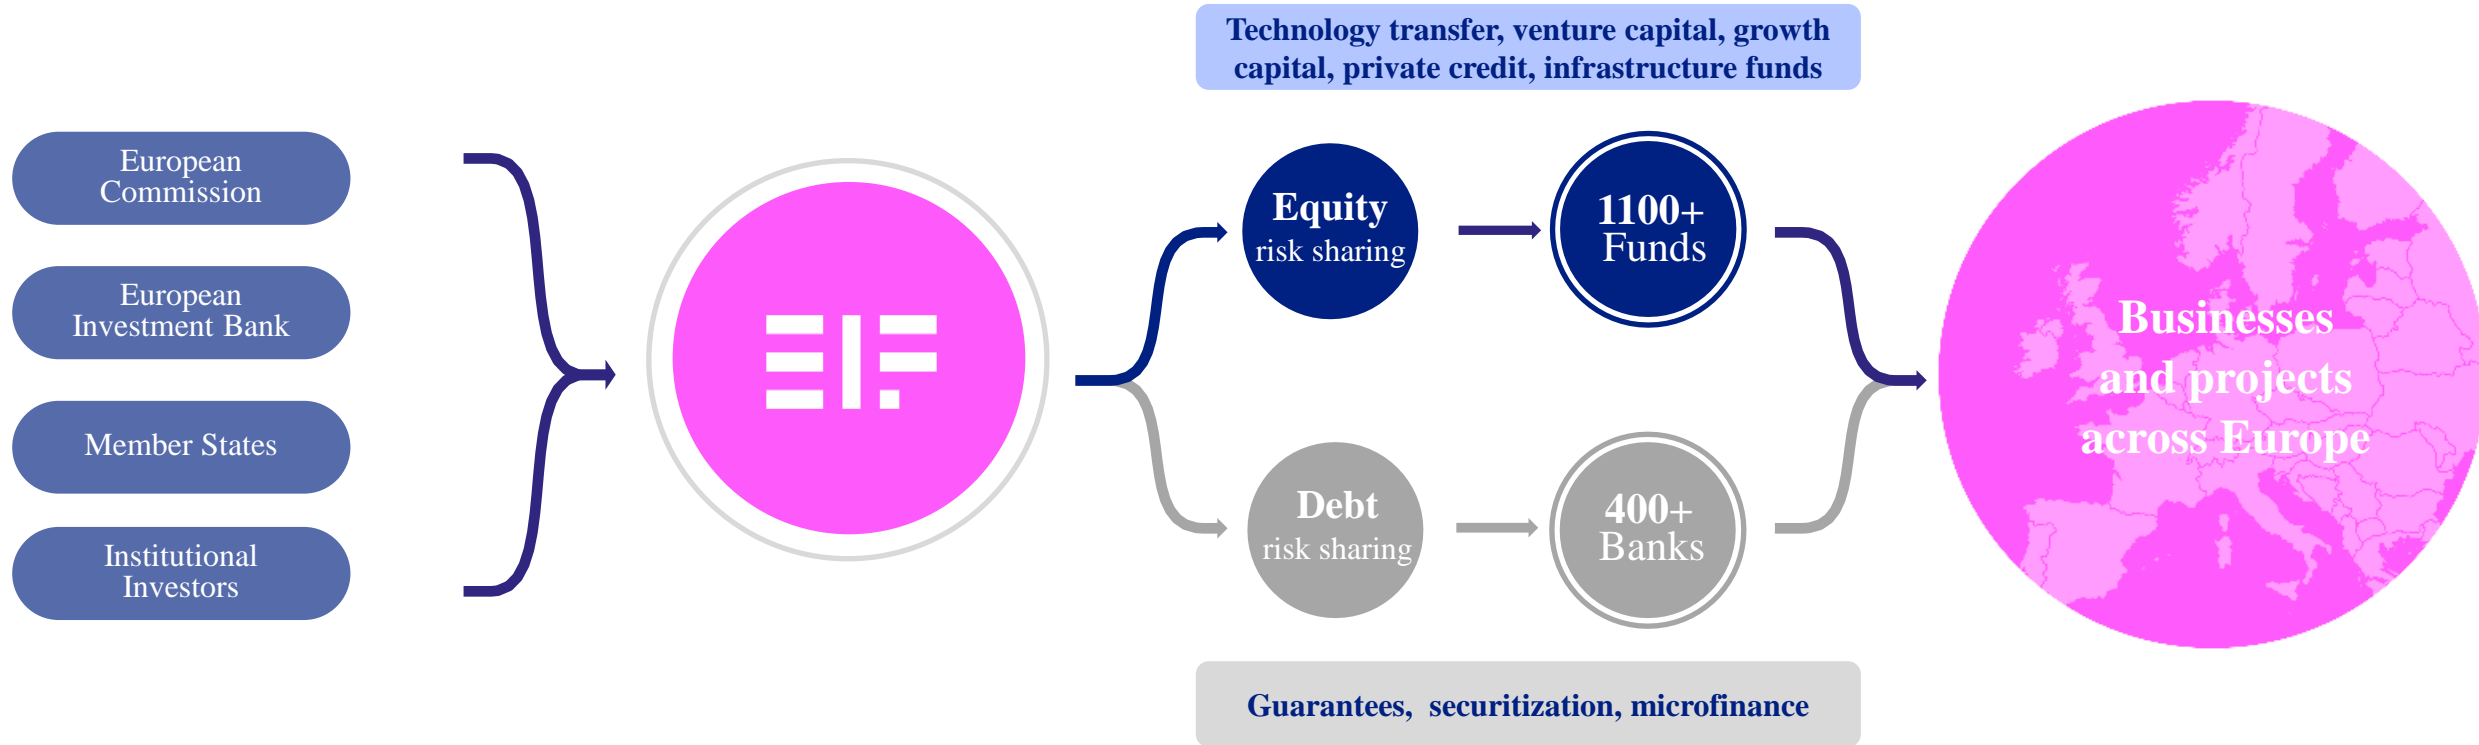 Technology transfer, venture capital, growth
capital, private credit, infrastructure funds
European
Commission
European
Investment Bank
Member States
Institutional
Investors
EIF
Equity
risk sharing
1100+
Funds
Debt
risk sharing
400+
Banks
Businesses
and projects
across Europe
Guarantees, securitization, microfinance